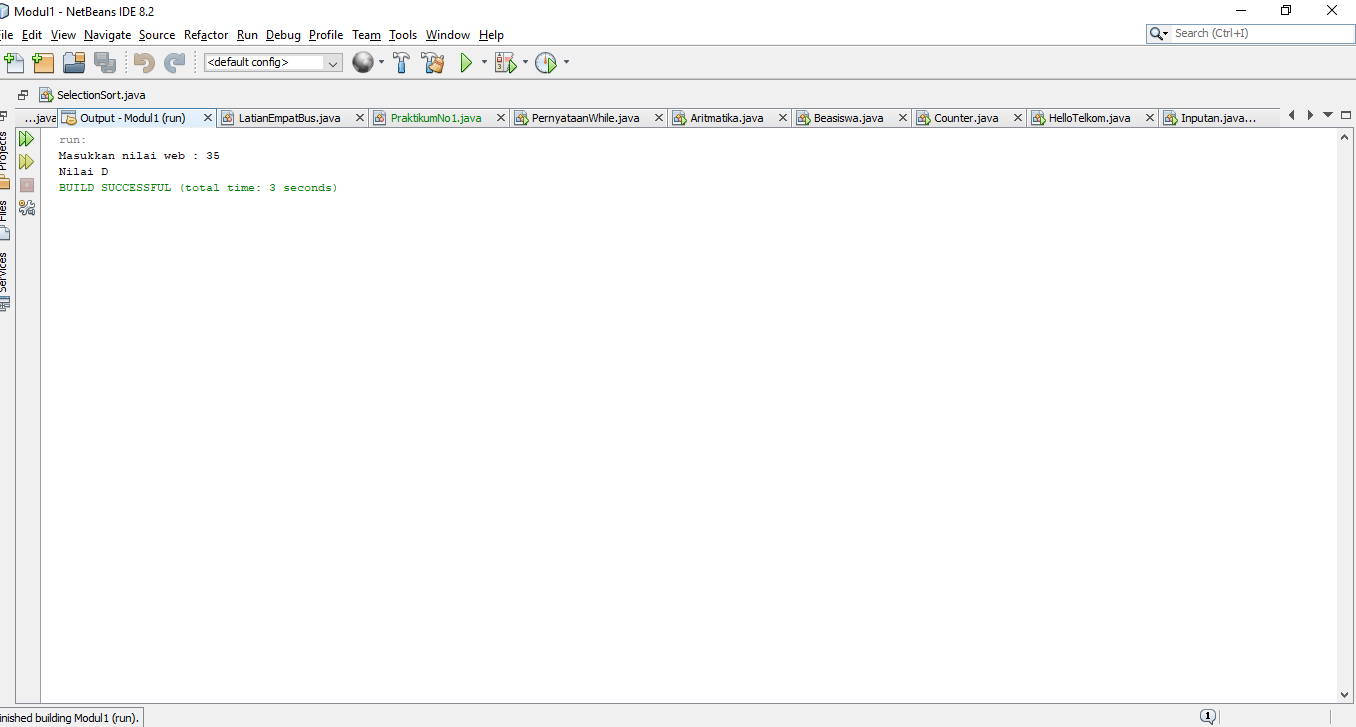 Modul1 - NetBeans IDE 8.2
ile Edit View Navigate Source Refactor Run Debug Profile Team Tools Window Help
Search (Ctrl+I)
<default config>
SelectionSort.java
...java Output - Modul1 (run) LatianEmpatBus.java PraktikumNo1.java PernyataanWhile.java Aritmatika.java Beasiswa.java Counter.java HelloTelkom.java Inputan.java...
Projects
Files
Services
run:
Masukkan nilai web : 35
Nilai D
BUILD SUCCESSFUL (total time: 3 seconds)
inished building Modul1 (run).
1